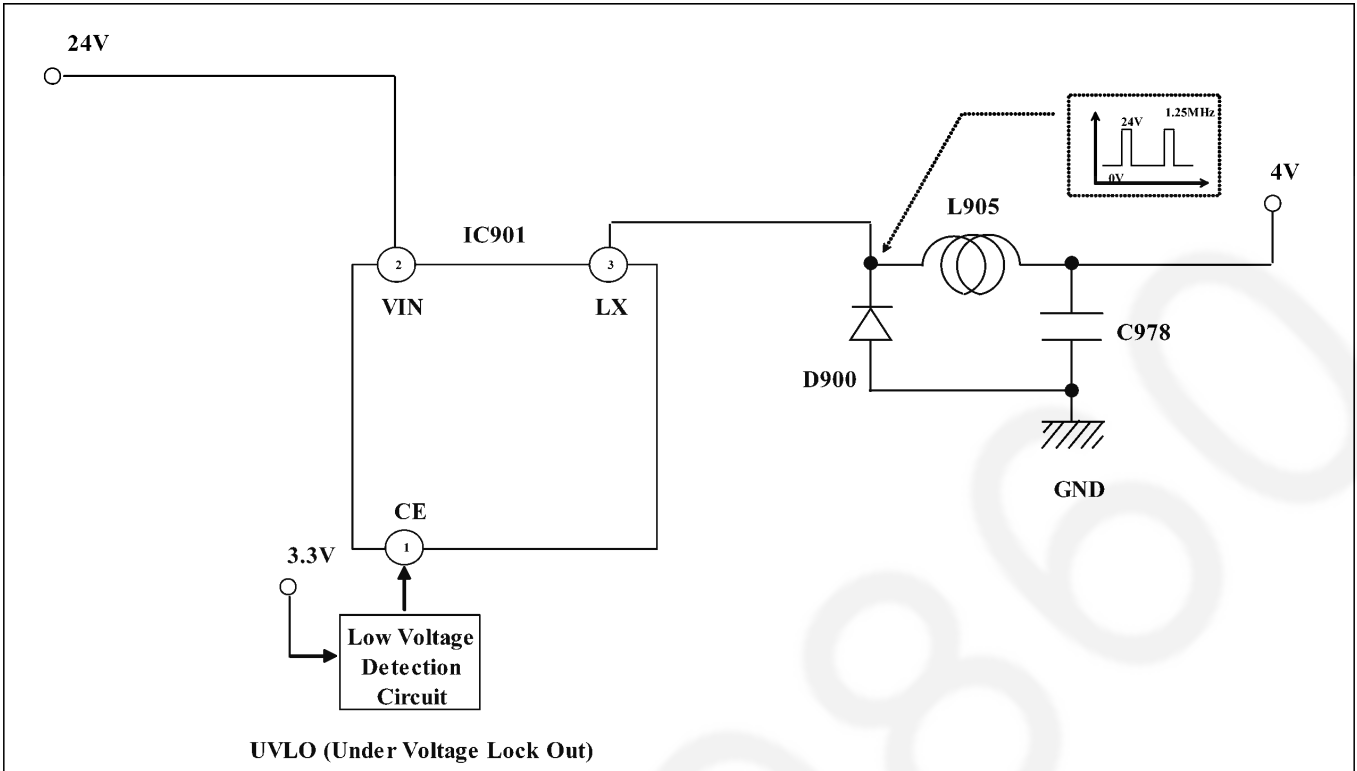 24V
1.25MHz
24V
0V
4V
L905
IC901
2
3
VIN
LX
C978
D900
GND
CE
1
3.3V
Low Voltage
Detection
Circuit
UVLO (Under Voltage Lock Out)
860